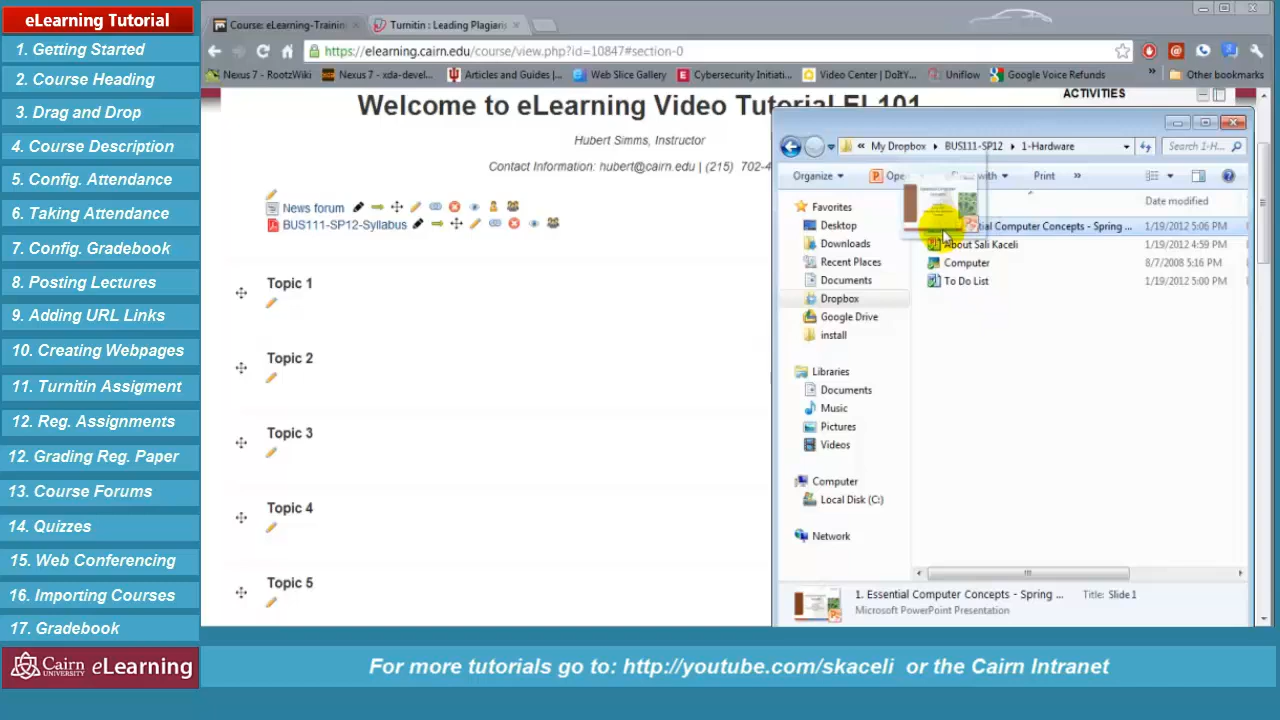 eLearning Tutorial
1. Getting Started
2. Course Heading
3. Drag and Drop
4. Course Description
5. Config. Attendance
6. Taking Attendance
7. Config. Gradebook
8. Posting Lectures
9. Adding URL Links
10. Creating Webpages
11. Turnitin Assigment
12. Reg. Assignments
12. Grading Reg. Paper
13. Course Forums
14. Quizzes
15. Web Conferencing
16. Importing Courses
17. Gradebook
Cairn UNIVERSITY eLearning
Course: eLearning-Training
Turnitin : Leading Plagiaris
https://elearning.cairn.edu/course/view.php?id=10847#section-0
Nexus 7 - RootzWiki
Nexus 7 - xda-devel...
Articles and Guides |...
Web Slice Gallery
Cybersecurity Initiati...
Video Center | DoItY...
Uniflow
Google Voice Refunds
»
Other bookmarks
Welcome to eLearning Video Tutorial EL101
ACTIVITIES
Hubert Simms, Instructor
Contact Information: hubert@cairn.edu | (215) 702-4
News forum
BUS111-SP12-Syllabus
Topic 1
Topic 2
Topic 3
Topic 4
Topic 5
« My Dropbox
BUS111-SP12
1-Hardware
Search 1-H...
Organize
Print
»
Favorites
Desktop
Downloads
Recent Places
Documents
Dropbox
Google Drive
install
Libraries
Documents
Music
Pictures
Videos
Computer
Local Disk (C:)
Network
Date modified
Computer Concepts - Spring ... 1/19/2012 5:06 PM
About Sali Kaceli 1/19/2012 4:59 PM
Computer 8/7/2008 5:16 PM
To Do List 1/19/2012 5:00 PM
1. Essential Computer Concepts - Spring ... Title: Slide 1
Microsoft PowerPoint Presentation
For more tutorials go to: http://youtube.com/skaceli or the Cairn Intranet